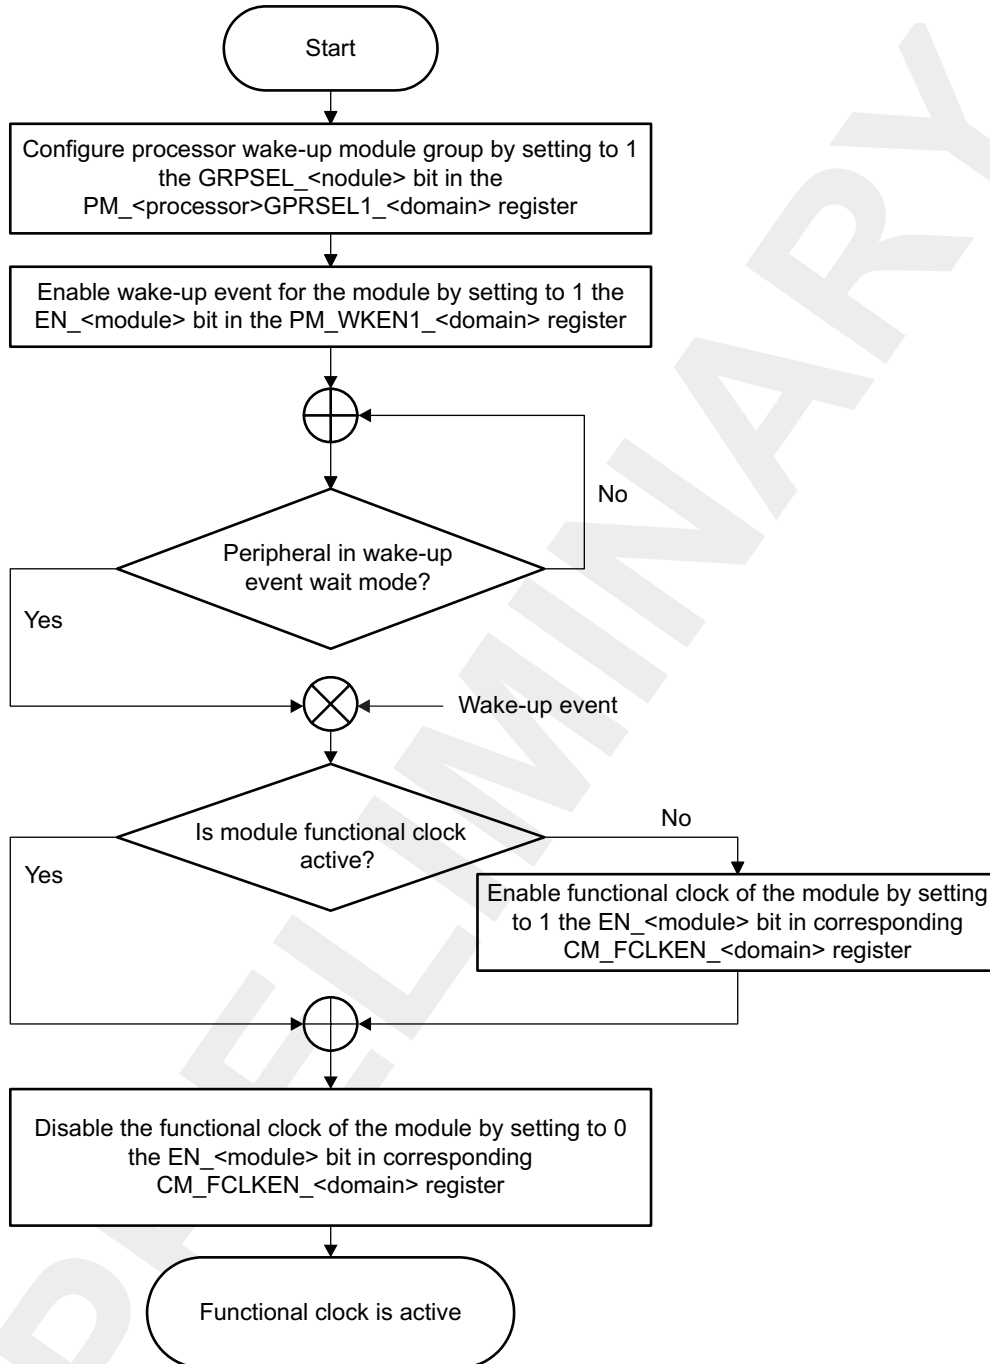 Start
Configure processor wake-up module group by setting to 1
the GRPSEL_<nodule> bit in the
PM_<processor>GPRSEL1_<domain> register
Enable wake-up event for the module by setting to 1 the
EN_<module> bit in the PM_WKEN1_<domain> register
No
Peripheral in wake-up
event wait mode?
Yes
Wake-up event
No
Is module functional clock
active?
Yes
Enable functional clock of the module by setting
to 1 the EN_<module> bit in corresponding
CM_FCLKEN_<domain> register
Disable the functional clock of the module by setting to 0
the EN_<module> bit in corresponding
CM_FCLKEN_<domain> register
Functional clock is active
PRELIMINARY